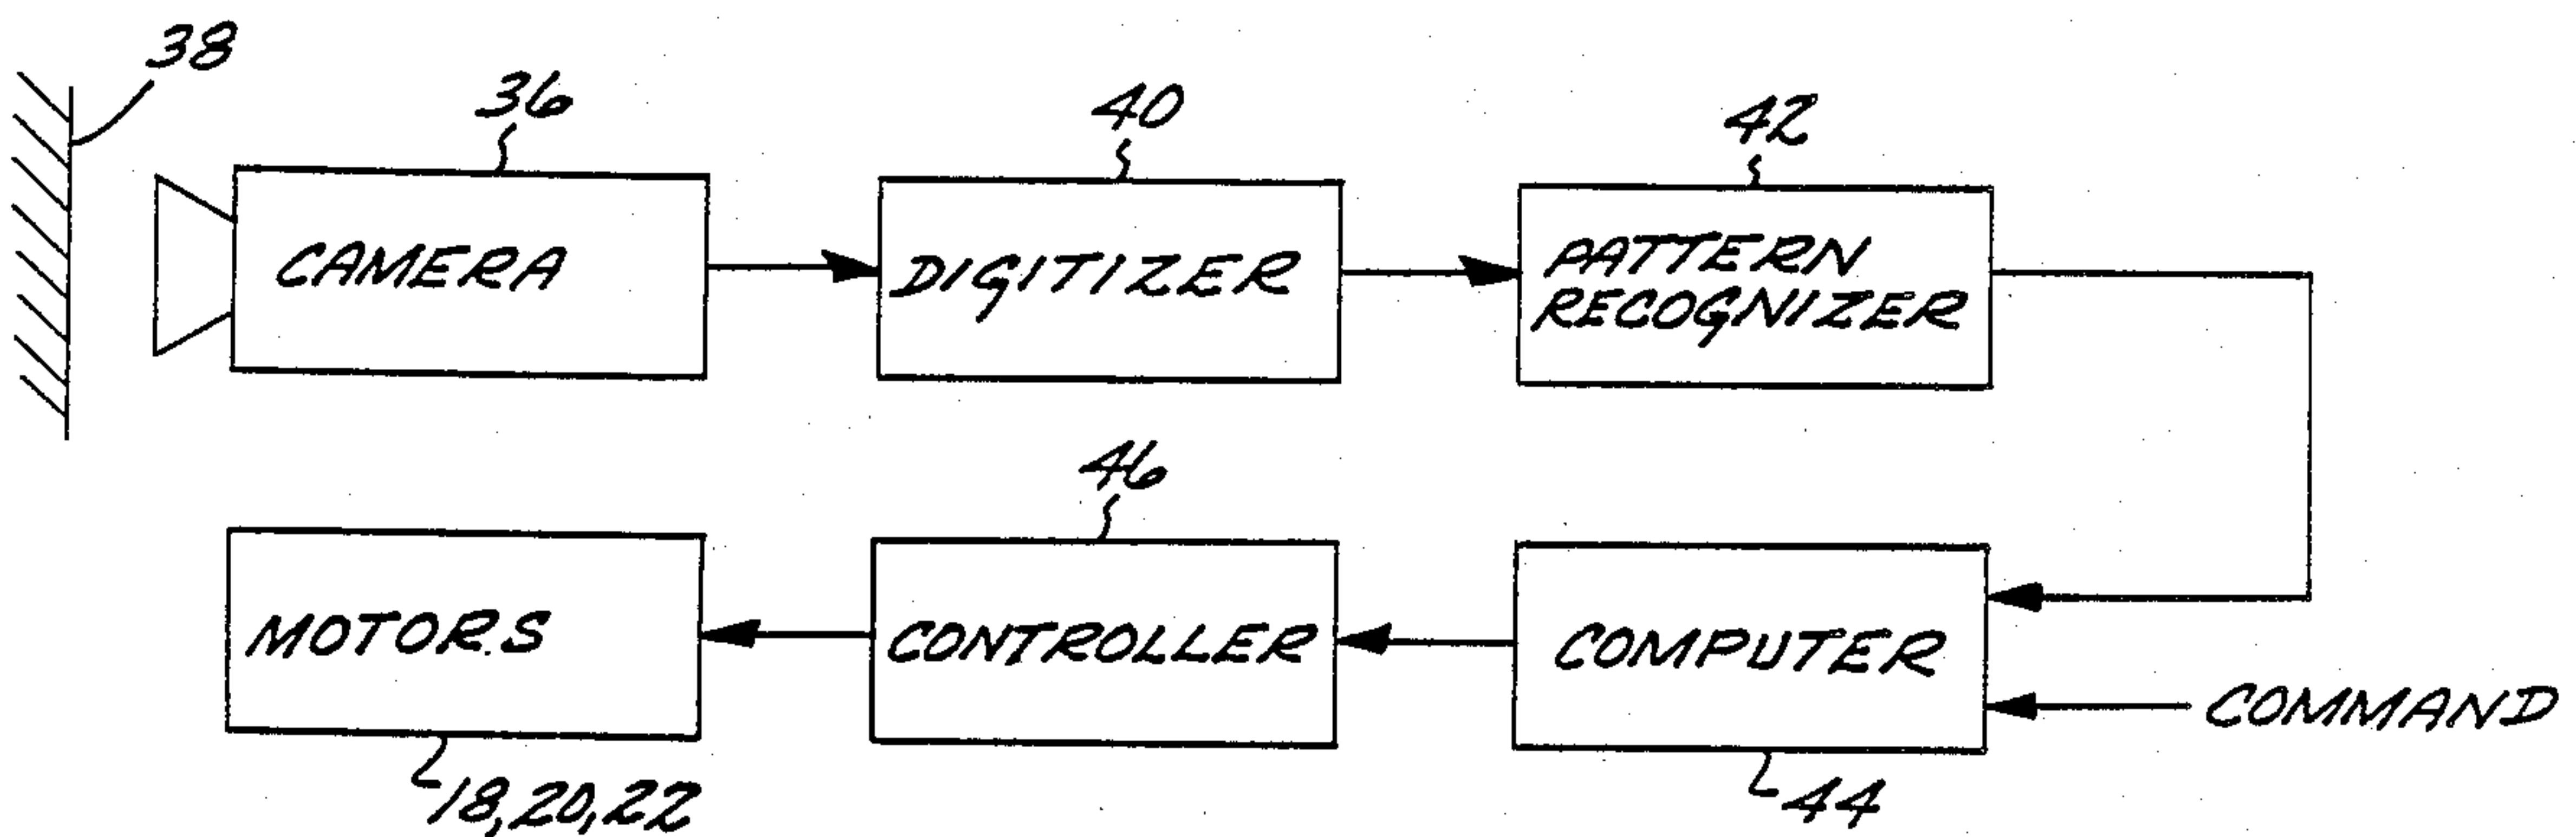 38
36
40
42
CAMERA
DIGITIZER
PATTERN
RECOGNIZER
46
MOTORS
CONTROLLER
COMPUTER
COMMAND
18,20,22
44